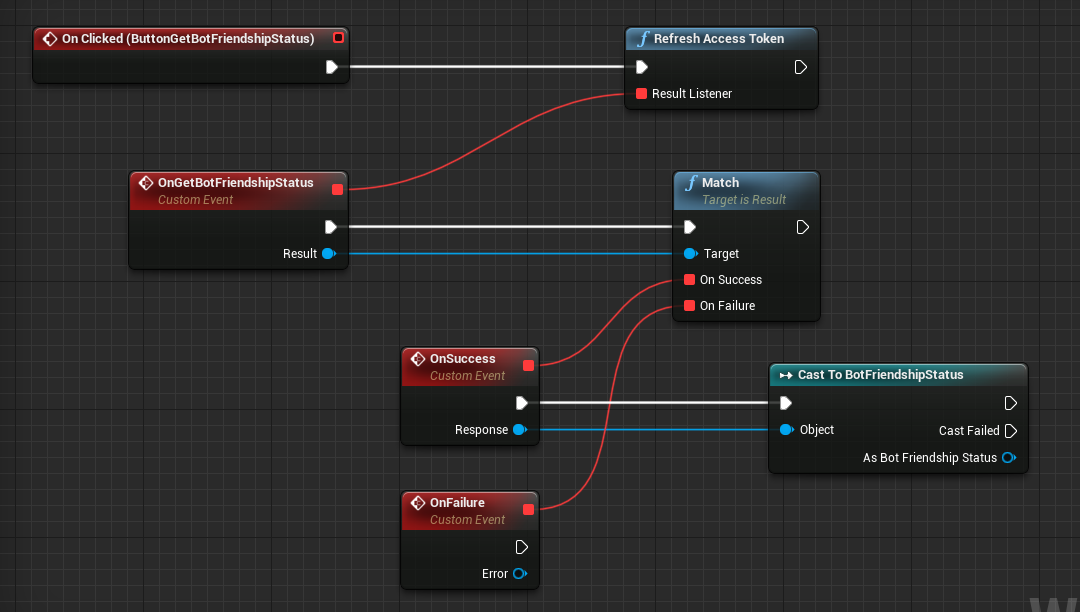 On Clicked (ButtonGetBotFriendshipStatus)
f Refresh Access Token
Result Listener
OnGetBotFriendshipStatus
Custom Event
Result
f Match
Target is Result
Target
On Success
On Failure
OnSuccess
Custom Event
Response
Cast To BotFriendshipStatus
Object
Cast Failed
As Bot Friendship Status
OnFailure
Custom Event
Error